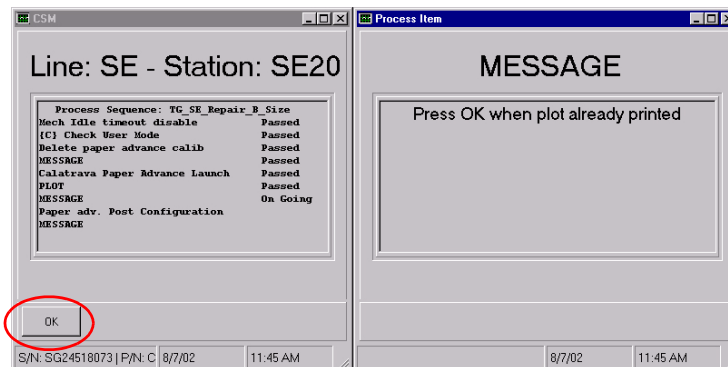 CSM
Line: SE - Station: SE20
Process Sequence: TG_SE_Repair_B_Size
Mech Idle timeout disable Passed
{C} Check User Mode Passed
Delete paper advance calib Passed
MESSAGE Passed
Calatrava Paper Advance Launch Passed
PLOT Passed
MESSAGE On Going
Paper adv. Post Configuration
MESSAGE
OK
S/N: SG24518073 | P/N: C 8/7/02 11:45 AM
Process Item
MESSAGE
Press OK when plot already printed
8/7/02 11:45 AM